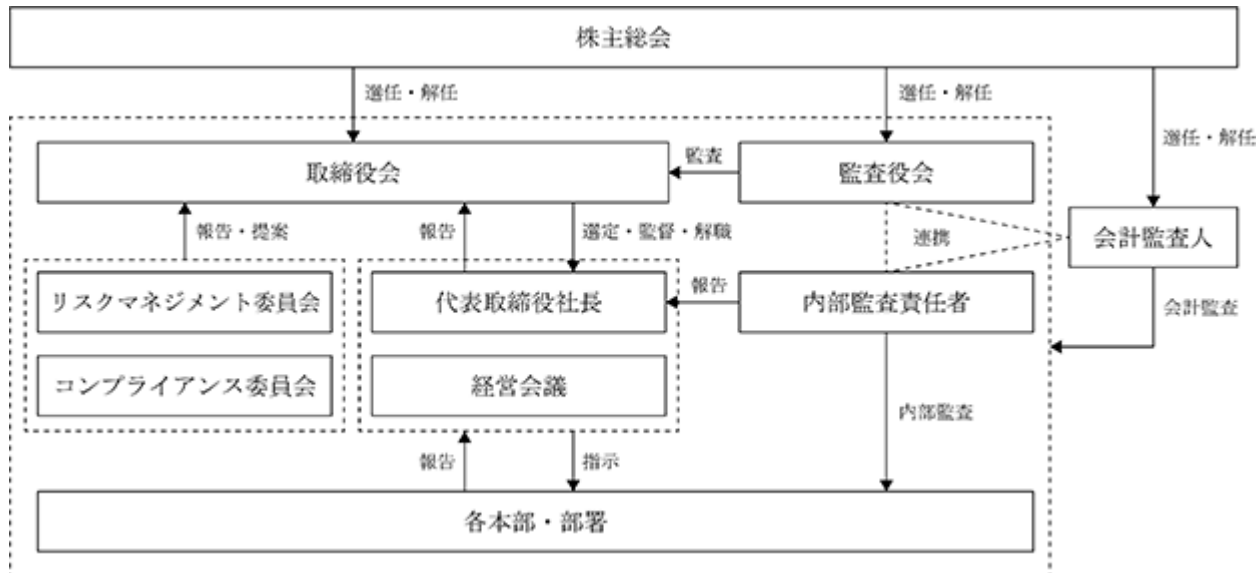 株主総会
選任・解任
選任・解任
選任・解任
取締役会
監査
監査役会
報告・提案
報告
選定・監督・解職
連携
会計監査人
リスクマネジメント委員会
代表取締役社長
報告
内部監査責任者
会計監査
コンプライアンス委員会
経営会議
内部監査
報告
指示
各本部・部署